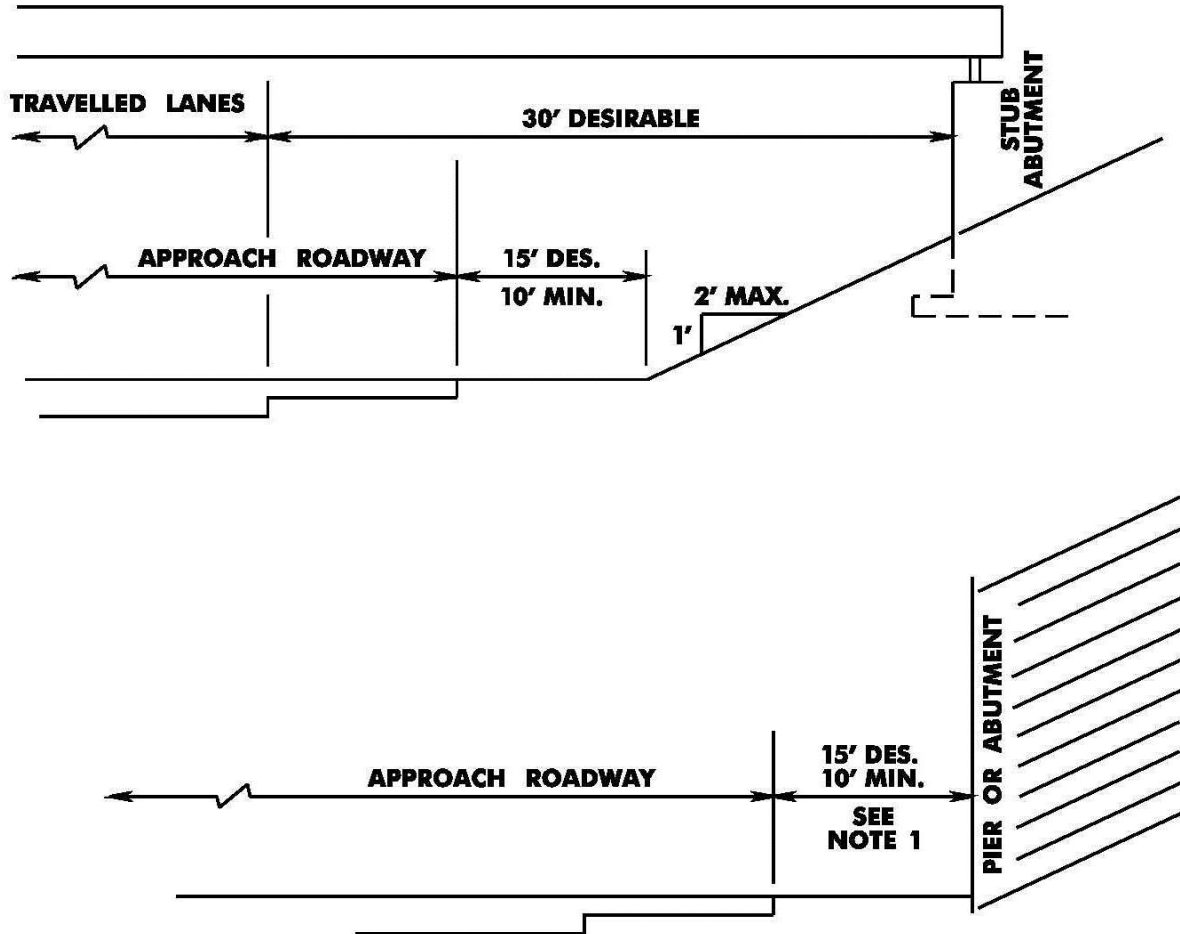 TRAVELLED LANES
30' DESIRABLE
STUB
ABUTMENT
APPROACH ROADWAY
15' DES.
10' MIN.
2' MAX.
1'
APPROACH ROADWAY
15' DES.
10' MIN.
SEE
NOTE 1
PIER OR ABUTMENT